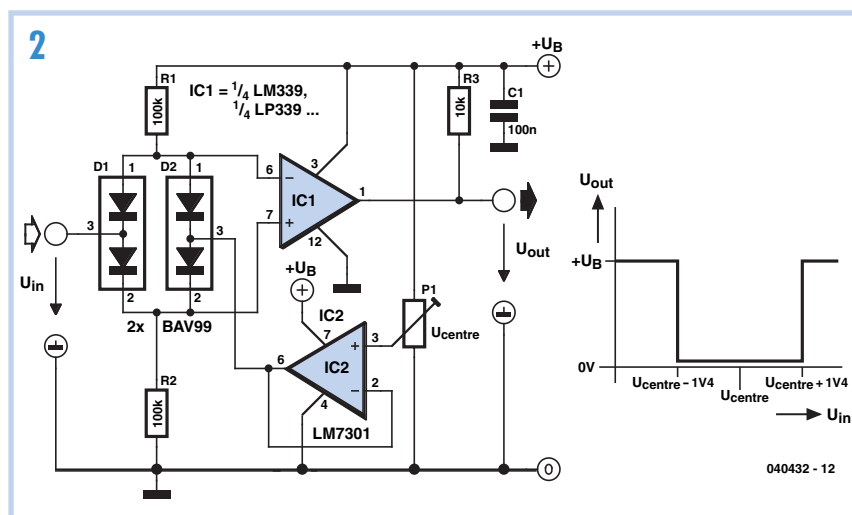 2
+UB
R1
100k
IC1 = 1/4 LM339,
1/4 LP339 ...
R3
10k
C1
100n
D1
1
D2
1
3
3
2
2
2x BAV99
6
7
3
IC1
1
12
Uin
Uout
+UB
IC2
7
P1
Ucentre
6
IC2
3
2
4
LM7301
R2
100k
0
Uout
+UB
0V
Ucentre – 1V4
Ucentre
Ucentre + 1V4
Uin
040432 - 12